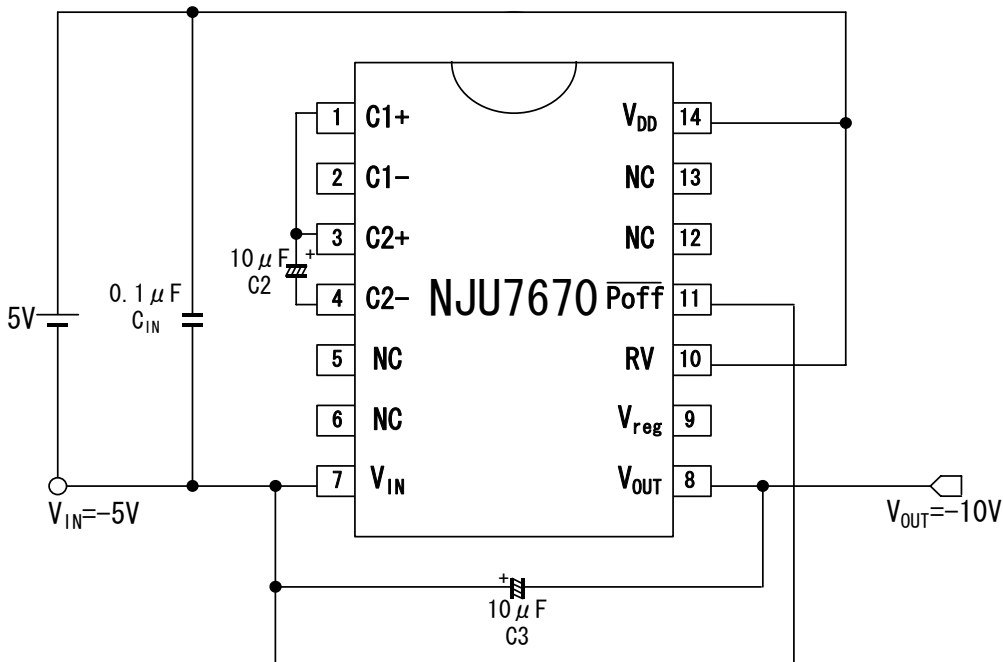 1 C1+
2 C1-
3 C2+
4 C2-
5 NC
6 NC
7 V_IN
V_DD 14
NC 13
NC 12
P̅o̅f̅f̅ 11
RV 10
V_reg 9
V_OUT 8
NJU7670
10μF
+
C2
0.1μF
C_IN
5V
V_IN=-5V
V_OUT=-10V
+
10μF
C3